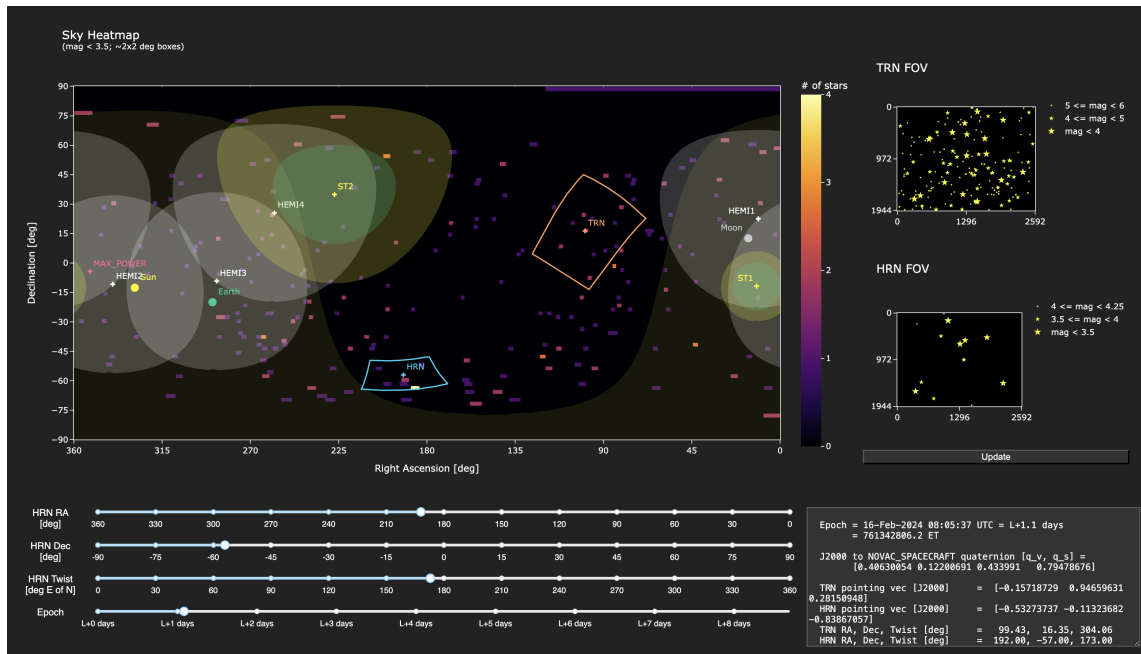 Sky Heatmap
(mag < 3.5; ~2x2 deg boxes)
# of stars
90
75
60
45
30
15
0
−15
−30
−45
−60
−75
−90
Declination [deg]
360
315
270
225
180
135
90
45
0
Right Ascension [deg]
MAX_POWER
HEMI2
Sun
HEMI3
Earth
HEMI4
ST2
HRN
TRN
HEMI1
Moon
ST1
4
3
2
1
0
TRN FOV
0
972
1944
0
1296
2592
5 <= mag < 6
4 <= mag < 5
mag < 4
HRN FOV
0
972
1944
0
1296
2592
4 <= mag < 4.25
3.5 <= mag < 4
mag < 3.5
Update
HRN RA
[deg]
360 330 300 270 240 210 180 150 120 90 60 30 0
HRN Dec
[deg]
-90 -75 -60 -45 -30 -15 0 15 30 45 60 75 90
HRN Twist
[deg E of N]
0 30 60 90 120 150 180 210 240 270 300 330 360
Epoch
L+0 days L+1 days L+2 days L+3 days L+4 days L+5 days L+6 days L+7 days L+8 days
Epoch = 16-Feb-2024 08:05:37 UTC = L+1.1 days
= 761342806.2 ET
J2000 to NOVAC_SPACECRAFT quaternion [q_v, q_s] =
[0.40630054 0.12200691 0.433991 0.79478676]
TRN pointing vec [J2000] = [-0.15718729 0.94659631
0.28150948]
HRN pointing vec [J2000] = [-0.53273737 -0.11323682
-0.83867057]
TRN RA, Dec, Twist [deg] = 99.43, 16.35, 304.06
HRN RA, Dec, Twist [deg] = 192.00, -57.00, 173.00